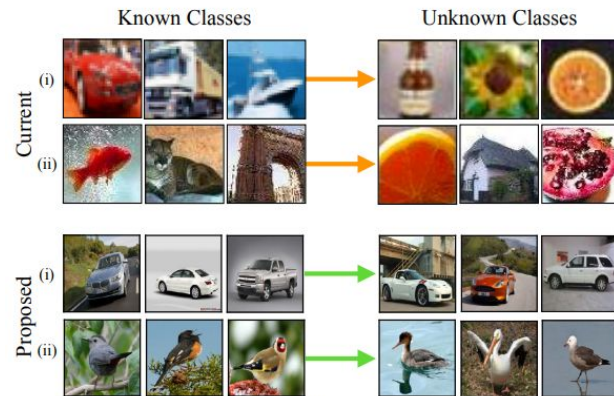 Known Classes
Unknown Classes
Current
(i)
(ii)
Proposed
(i)
(ii)